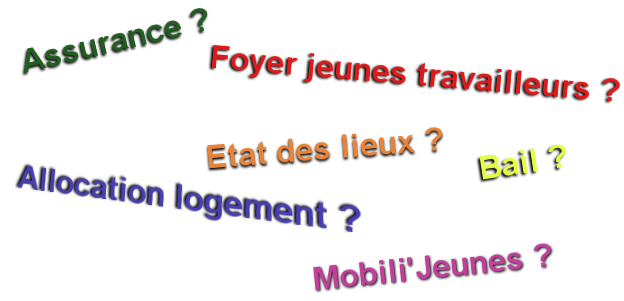 Assurance ?
Foyer jeunes travailleurs ?
Etat des lieux ?
Bail ?
Allocation logement ?
Mobili'Jeunes ?